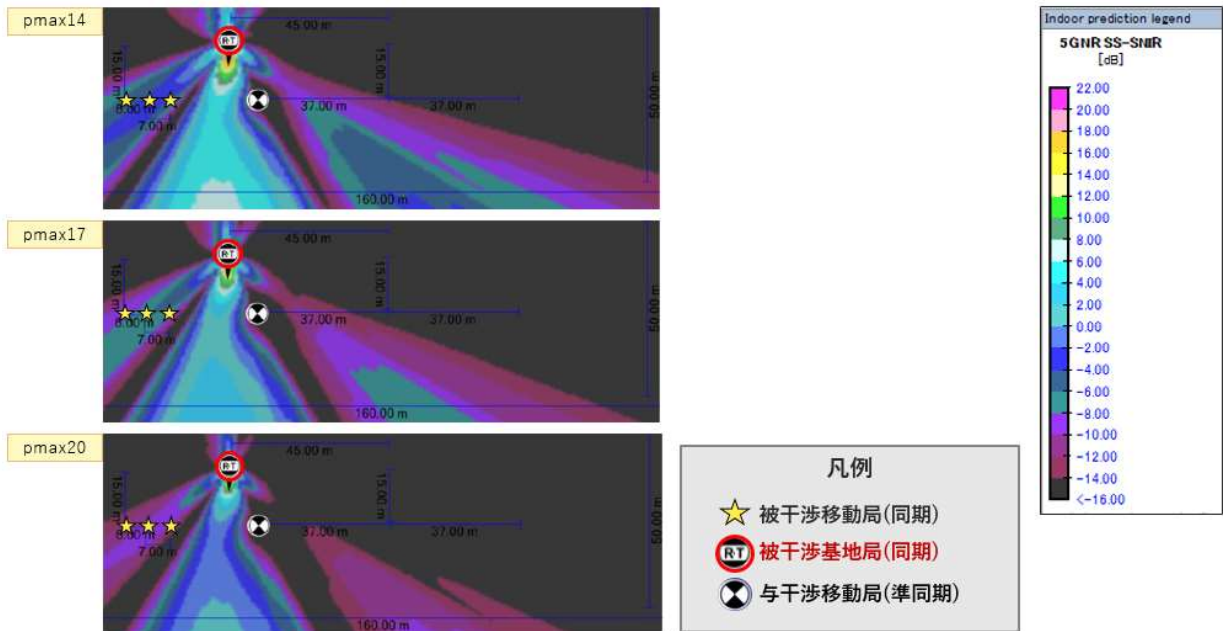 pmax14
45.00 m
R·T
15.00 m
15.00 m
50.00 m
8.00 m
37.00 m
37.00 m
7.00 m
160.00 m
pmax17
45.00 m
R·T
15.00 m
15.00 m
50.00 m
8.00 m
37.00 m
37.00 m
7.00 m
160.00 m
pmax20
45.00 m
R·T
15.00 m
15.00 m
50.00 m
8.00 m
37.00 m
37.00 m
7.00 m
160.00 m
凡例
被干渉移動局(同期)
R·T 被干渉基地局(同期)
与干渉移動局(準同期)
Indoor prediction legend
5GNR SS-SNIR
[dB]
22.00
20.00
18.00
16.00
14.00
12.00
10.00
8.00
6.00
4.00
2.00
0.00
-2.00
-4.00
-6.00
-8.00
-10.00
-12.00
-14.00
<-16.00